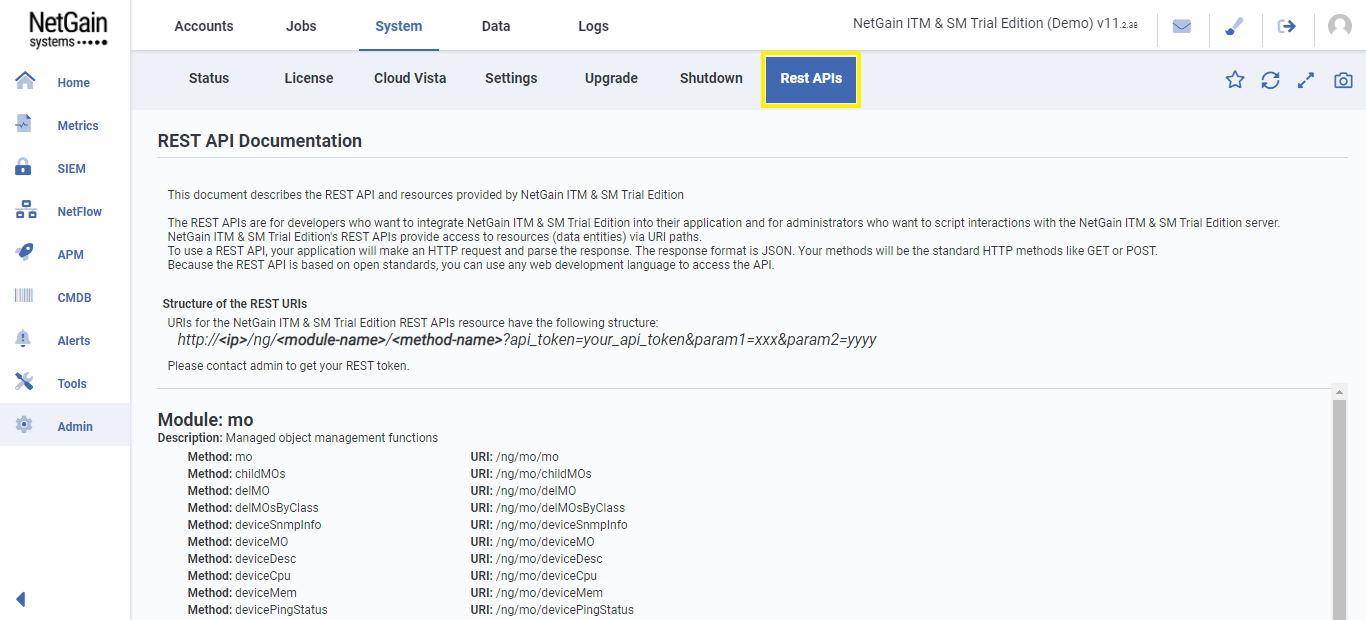 NetGain
systems
Accounts Jobs System Data Logs
NetGain ITM & SM Trial Edition (Demo) v11.2.38
Status License Cloud Vista Settings Upgrade Shutdown Rest APIs
Home
Metrics
SIEM
NetFlow
APM
CMDB
Alerts
Tools
Admin
REST API Documentation
This document describes the REST API and resources provided by NetGain ITM & SM Trial Edition
The REST APIs are for developers who want to integrate NetGain ITM & SM Trial Edition into their application and for administrators who want to script interactions with the NetGain ITM & SM Trial Edition server.
NetGain ITM & SM Trial Edition's REST APIs provide access to resources (data entities) via URI paths.
To use a REST API, your application will make an HTTP request and parse the response. The response format is JSON. Your methods will be the standard HTTP methods like GET or POST.
Because the REST API is based on open standards, you can use any web development language to access the API.
Structure of the REST URIs
URIs for the NetGain ITM & SM Trial Edition REST APIs resource have the following structure:
http://<ip>/ng/<module-name>/<method-name>?api_token=your_api_token&param1=xxx&param2=yyyy
Please contact admin to get your REST token.
Module: mo
Description: Managed object management functions
Method: mo URI: /ng/mo/mo
Method: childMOs URI: /ng/mo/childMOs
Method: delMO URI: /ng/mo/delMO
Method: delMOsByClass URI: /ng/mo/delMOsByClass
Method: deviceSnmpInfo URI: /ng/mo/deviceSnmpInfo
Method: deviceMO URI: /ng/mo/deviceMO
Method: deviceDesc URI: /ng/mo/deviceDesc
Method: deviceCpu URI: /ng/mo/deviceCpu
Method: deviceMem URI: /ng/mo/deviceMem
Method: devicePingStatus URI: /ng/mo/devicePingStatus